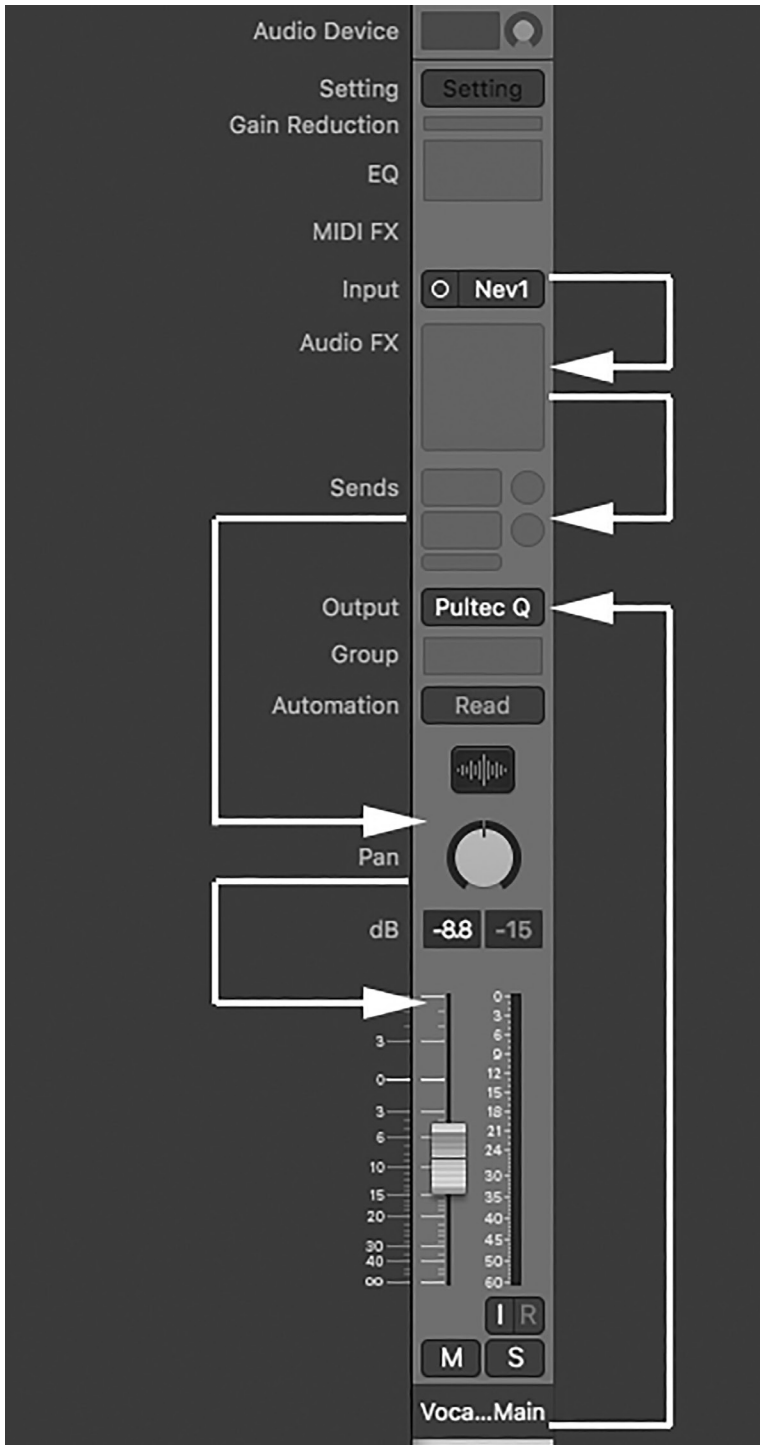 Audio Device
Setting Setting
Gain Reduction
EQ
MIDI FX
Input Nev1
Audio FX
Sends
Output Pultec Q
Group
Automation Read
Pan
dB -8.8 -15
0
3
6
9
12
15
18
21
24
30
35
40
45
50
60
3
0
3
6
10
15
20
30
40
∞
I R
M S
Voca...Main